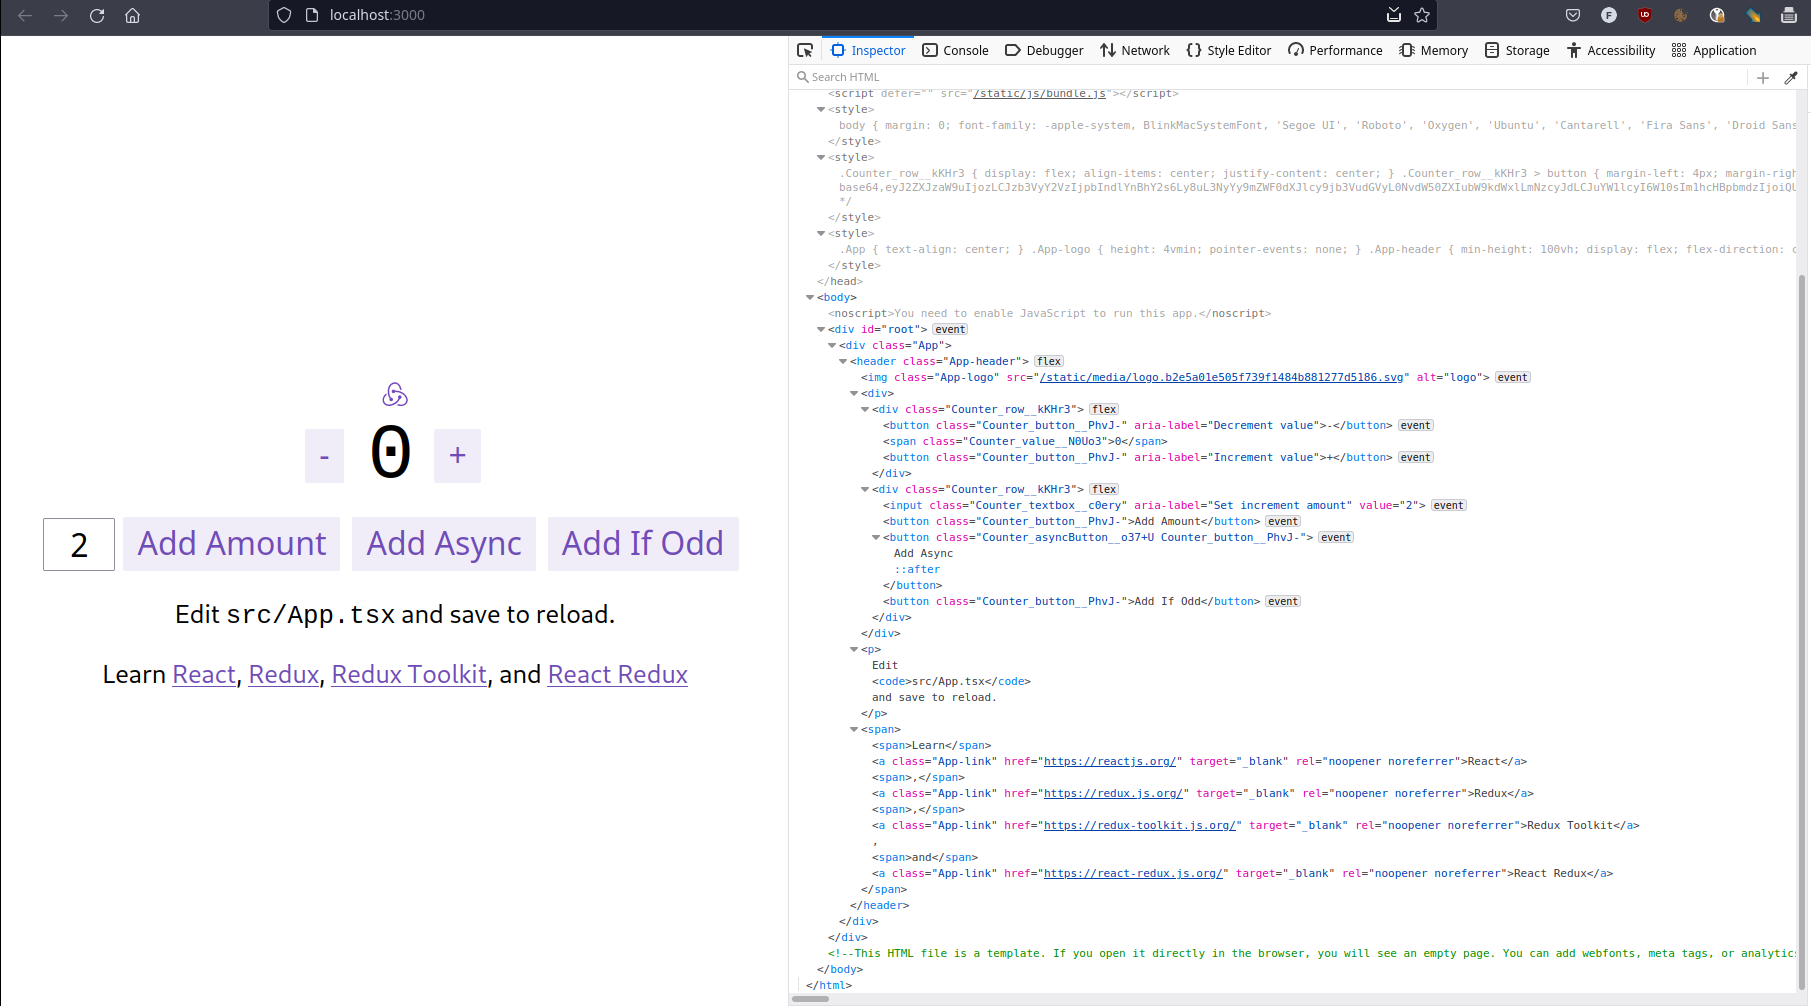 localhost:3000
Inspector Console Debugger Network Style Editor Performance Memory Storage Accessibility Application
Search HTML
-
0
+
2 Add Amount Add Async Add If Odd
Edit src/App.tsx and save to reload.
Learn React, Redux, Redux Toolkit, and React Redux
<script defer="" src="/static/js/bundle.js"></script>
<style>
body { margin: 0; font-family: -apple-system, BlinkMacSystemFont, 'Segoe UI', 'Roboto', 'Oxygen', 'Ubuntu', 'Cantarell', 'Fira Sans', 'Droid Sans
</style>
<style>
.Counter_row__kKHr3 { display: flex; align-items: center; justify-content: center; } .Counter_row__kKHr3 > button { margin-left: 4px; margin-righ
*/
</style>
<style>
.App { text-align: center; } .App-logo { height: 4vmin; pointer-events: none; } .App-header { min-height: 100vh; display: flex; flex-direction: c
</style>
</head>
<body>
<noscript>You need to enable JavaScript to run this app.</noscript>
<div id="root"> event
<div class="App">
<header class="App-header"> flex
<img class="App-logo" src="/static/media/logo.b2e5a01e505f739f1484b881277d5186.svg" alt="logo"> event
<div>
<div class="Counter_row__kKHr3"> flex
<button class="Counter_button__PhvJ-" aria-label="Decrement value">-</button> event
<span class="Counter_value__N0Uo3">0</span>
<button class="Counter_button__PhvJ-" aria-label="Increment value">+</button> event
</div>
<div class="Counter_row__kKHr3"> flex
<input class="Counter_textbox__c0ery" aria-label="Set increment amount" value="2"> event
<button class="Counter_button__PhvJ-">Add Amount</button> event
<button class="Counter_asyncButton__o37+U Counter_button__PhvJ-"> event
Add Async
::after
</button>
<button class="Counter_button__PhvJ-">Add If Odd</button> event
</div>
</div>
<p>
Edit
<code>src/App.tsx</code>
and save to reload.
</p>
<span>
<span>Learn</span>
<a class="App-link" href="https://reactjs.org/" target="_blank" rel="noopener noreferrer">React</a>
<span>,</span>
<a class="App-link" href="https://redux.js.org/" target="_blank" rel="noopener noreferrer">Redux</a>
<span>,</span>
<a class="App-link" href="https://redux-toolkit.js.org/" target="_blank" rel="noopener noreferrer">Redux Toolkit</a>
,
<span>and</span>
<a class="App-link" href="https://react-redux.js.org/" target="_blank" rel="noopener noreferrer">React Redux</a>
</span>
</header>
</div>
</div>
<!--This HTML file is a template. If you open it directly in the browser, you will see an empty page. You can add webfonts, meta tags, or analytics
</body>
</html>